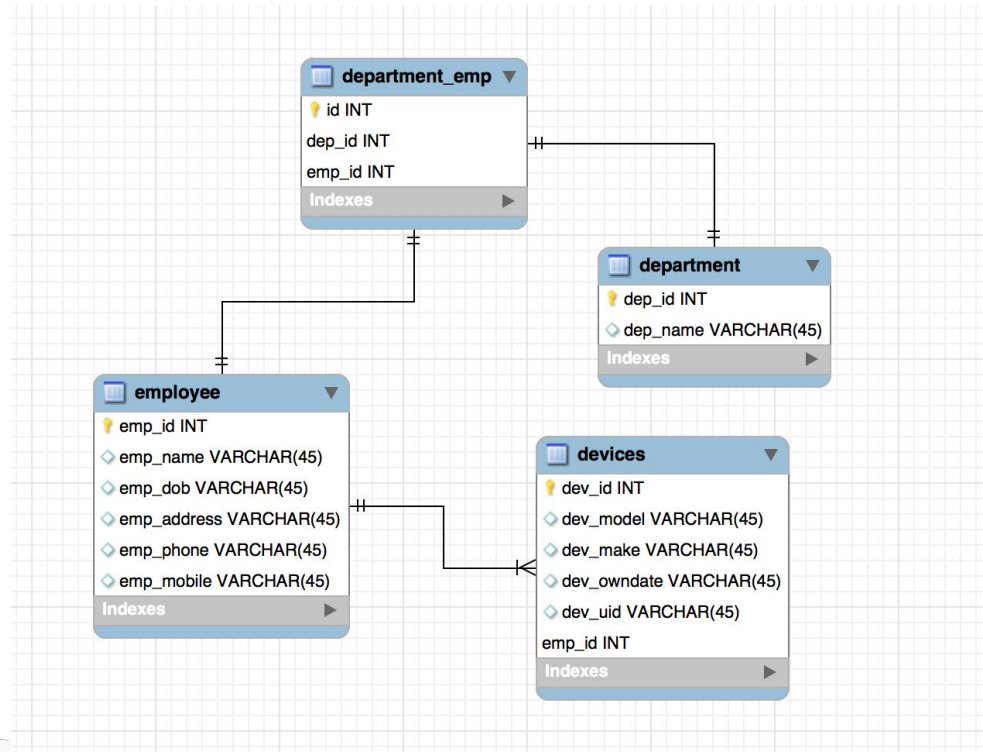 department_emp
id INT
dep_id INT
emp_id INT
Indexes
department
dep_id INT
dep_name VARCHAR(45)
Indexes
employee
emp_id INT
emp_name VARCHAR(45)
emp_dob VARCHAR(45)
emp_address VARCHAR(45)
emp_phone VARCHAR(45)
emp_mobile VARCHAR(45)
Indexes
devices
dev_id INT
dev_model VARCHAR(45)
dev_make VARCHAR(45)
dev_owndate VARCHAR(45)
dev_uid VARCHAR(45)
emp_id INT
Indexes